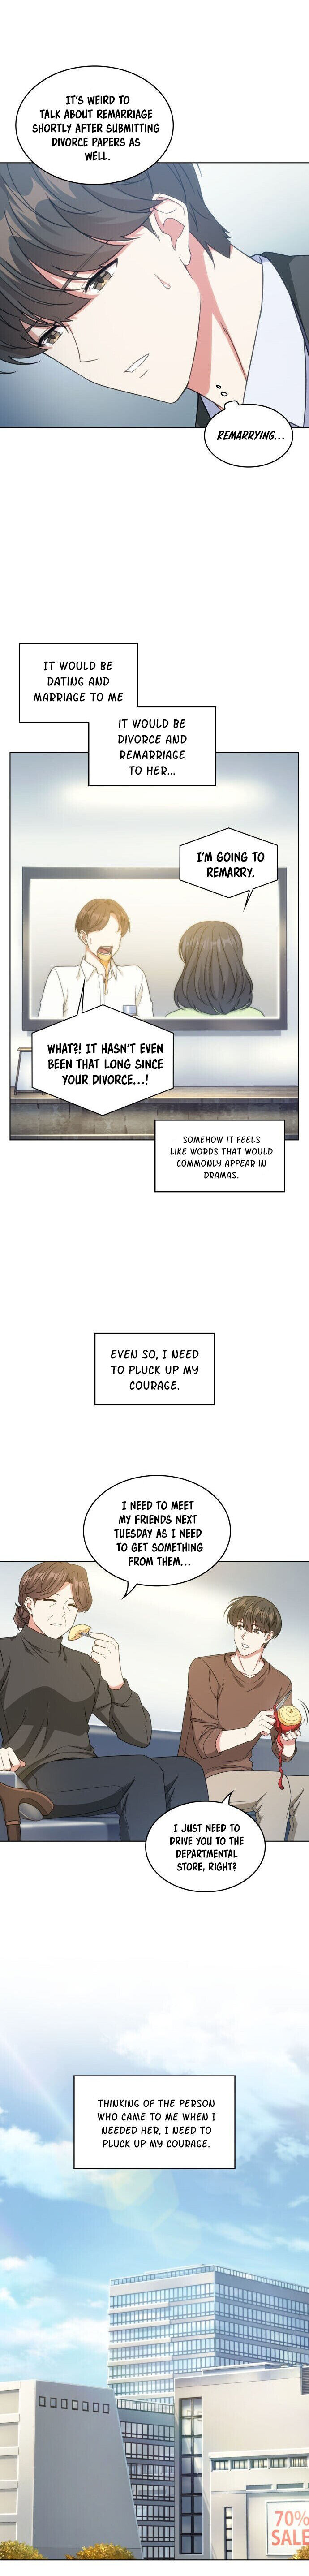 IT'S WEIRD TO
TALK ABOUT REMARRIAGE
SHORTLY AFTER SUBMITTING
DIVORCE PAPERS AS
WELL.
REMARRYING...
IT WOULD BE
DATING AND
MARRIAGE TO ME
IT WOULD BE
DIVORCE AND
REMARRIAGE
TO HER...
I'M GOING TO
REMARRY.
WHAT?! IT HASN'T EVEN
BEEN THAT LONG SINCE
YOUR DIVORCE...!
SOMEHOW IT FEELS
LIKE WORDS THAT WOULD
COMMONLY APPEAR IN
DRAMAS.
EVEN SO, I NEED
TO PLUCK UP MY
COURAGE.
I NEED TO MEET
MY FRIENDS NEXT
TUESDAY AS I NEED
TO GET SOMETHING
FROM THEM...
I JUST NEED TO
DRIVE YOU TO THE
DEPARTMENTAL
STORE, RIGHT?
THINKING OF THE PERSON
WHO CAME TO ME WHEN I
NEEDED HER, I NEED TO
PLUCK UP MY COURAGE.
70%
SALE